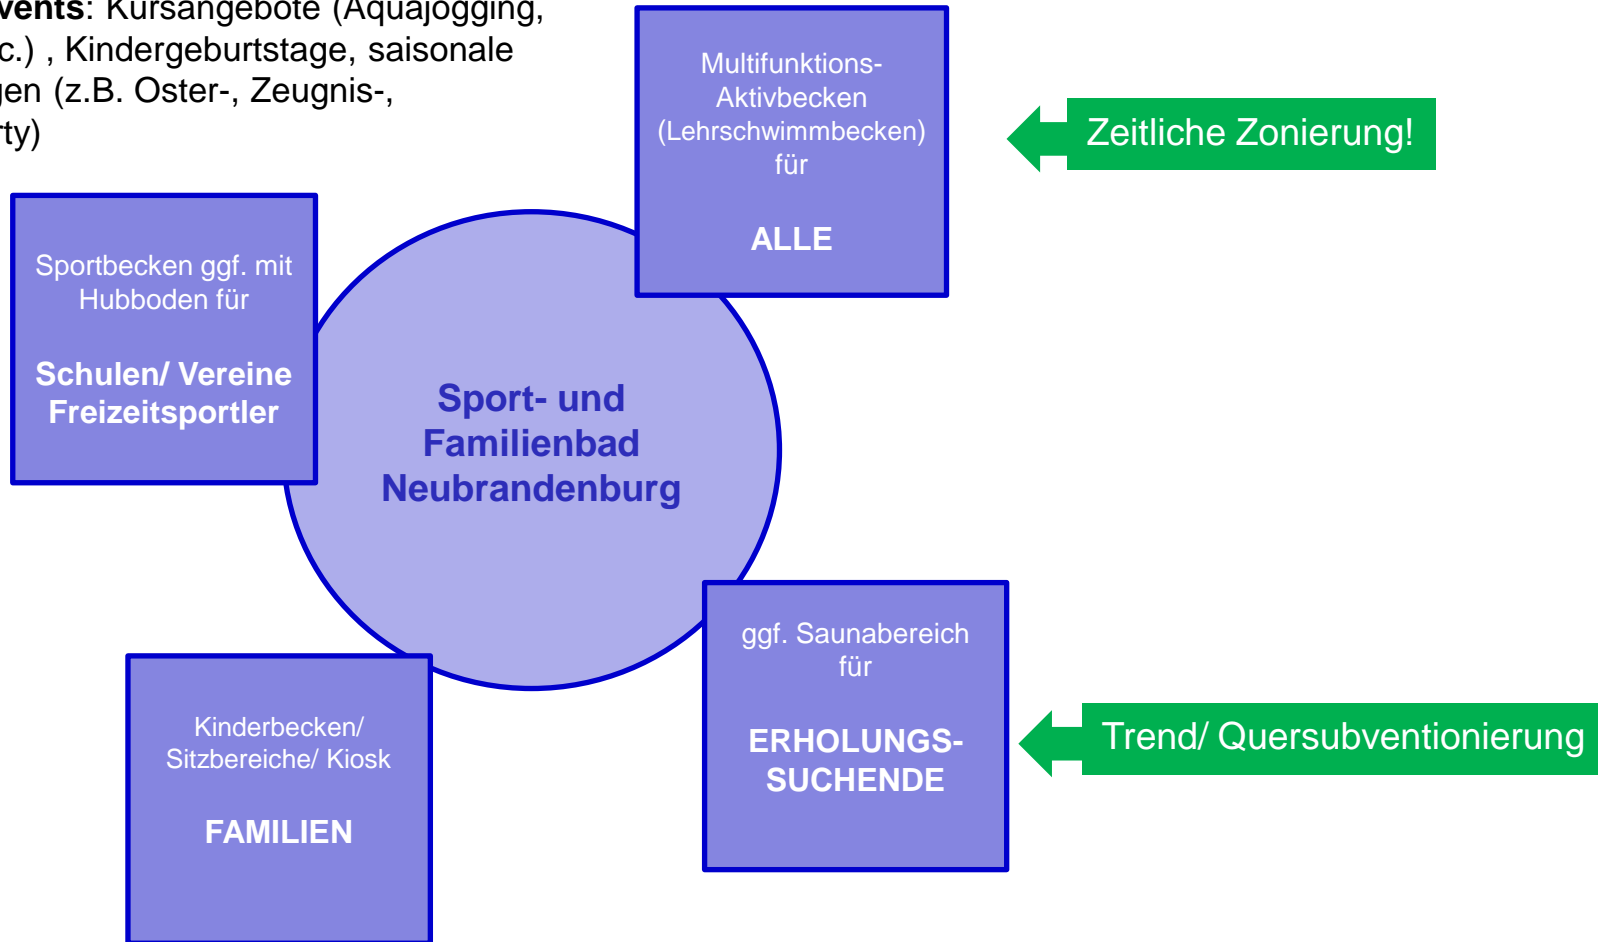 vents: Kursangebote (Aquajogging,
c.) , Kindergeburtstage, saisonale
gen (z.B. Oster-, Zeugnis-,
rty)
Multifunktions-
Aktivbecken
(Lehrschwimmbecken)
für
ALLE
Zeitliche Zonierung!
Sportbecken ggf. mit
Hubboden für
Schulen/ Vereine
Freizeitsportler
Sport- und
Familienbad
Neubrandenburg
ggf. Saunabereich
für
ERHOLUNGS-
SUCHENDE
Trend/ Quersubventionierung
Kinderbecken/
Sitzbereiche/ Kiosk
FAMILIEN